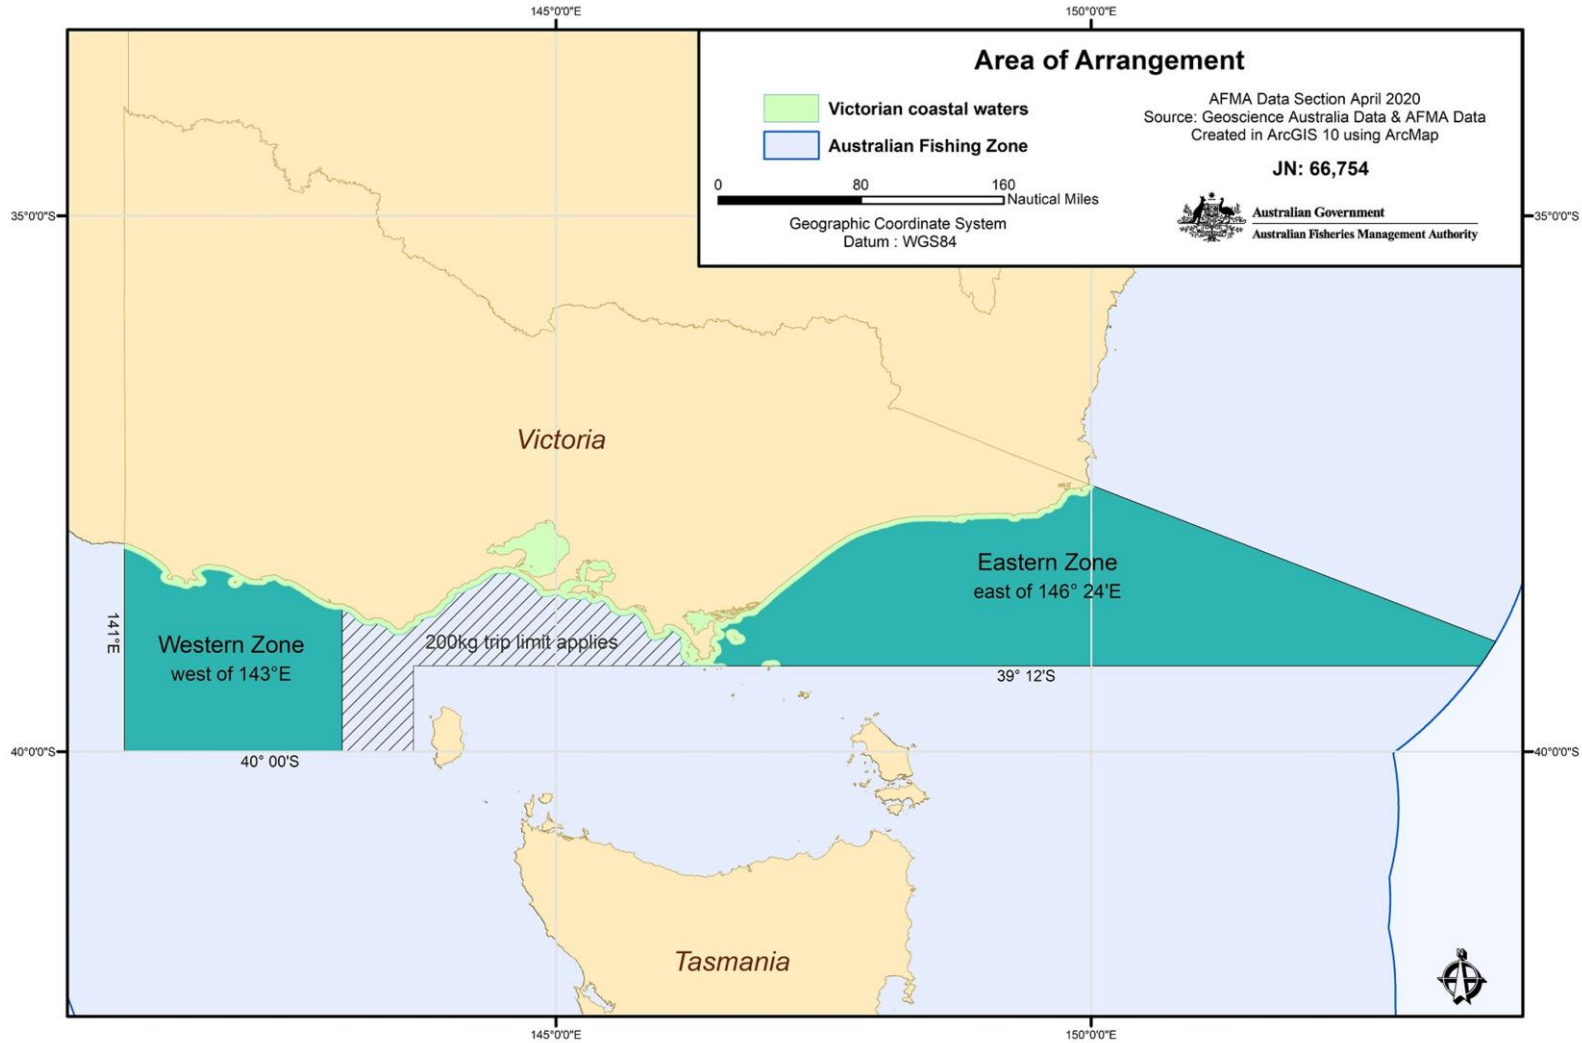 145°0'0"E
150°0'0"E
Area of Arrangement
Victorian coastal waters
Australian Fishing Zone
AFMA Data Section April 2020
Source: Geoscience Australia Data & AFMA Data
Created in ArcGIS 10 using ArcMap
JN: 66,754
0 80 160
Nautical Miles
Geographic Coordinate System
Datum : WGS84
Australian Government
Australian Fisheries Management Authority
35°0'0"S
35°0'0"S
Victoria
Eastern Zone
east of 146° 24'E
141°E
Western Zone
west of 143°E
200kg trip limit applies
39° 12'S
40°0'0"S
40°0'0"S
40° 00'S
Tasmania
145°0'0"E
150°0'0"E